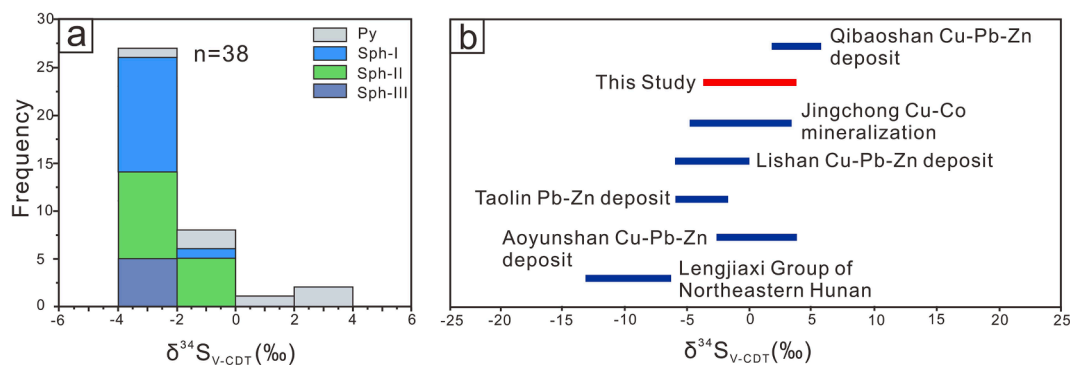 a
n=38
Py
Sph-I
Sph-II
Sph-III
Frequency
30
25
20
15
10
5
0
-6
-4
-2
0
2
4
6
δ³⁴S_V-CDT(‰)
b
Qibaoshan Cu-Pb-Zn
deposit
This Study
Jingchong Cu-Co
mineralization
Lishan Cu-Pb-Zn deposit
Taolin Pb-Zn deposit
Aoyunshan Cu-Pb-Zn
deposit
Lengjiaxi Group of
Northeastern Hunan
-25
-20
-15
-10
-5
0
5
10
15
20
25
δ³⁴S_V-CDT(‰)